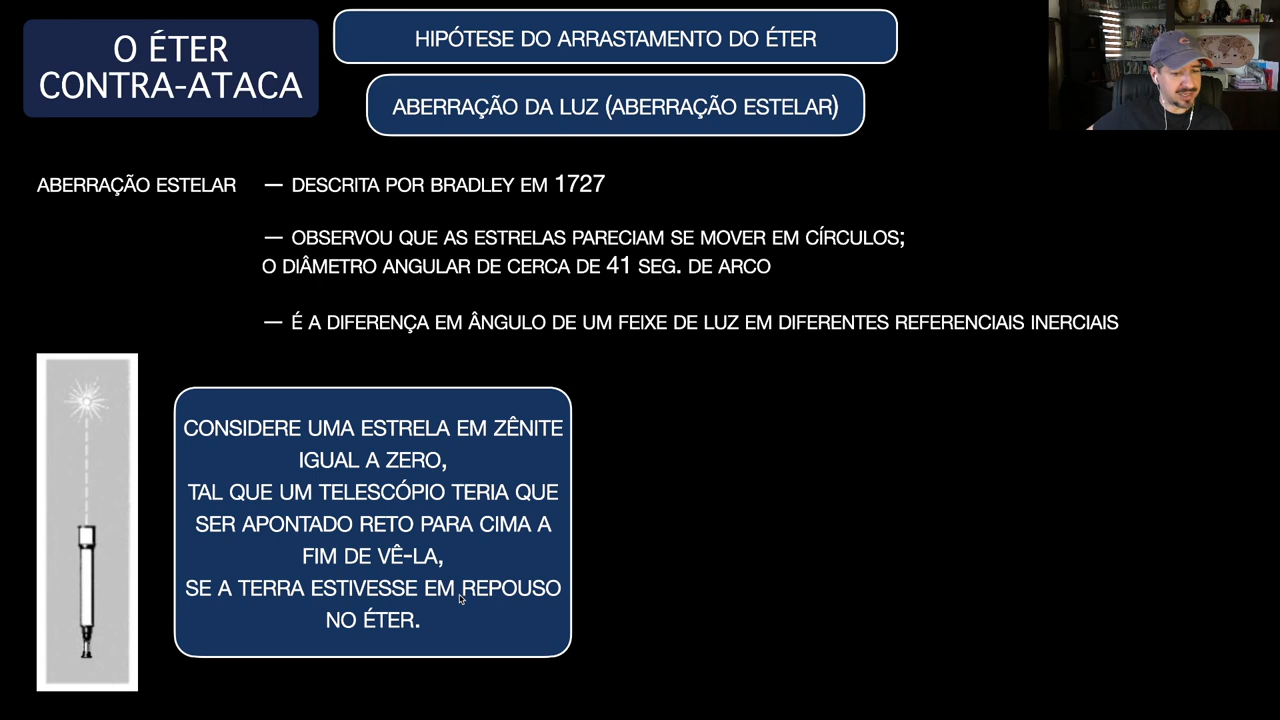 O ÉTER
CONTRA-ATACA
HIPÓTESE DO ARRASTAMENTO DO ÉTER
ABERRAÇÃO DA LUZ (ABERRAÇÃO ESTELAR)
ABERRAÇÃO ESTELAR — DESCRITA POR BRADLEY EM 1727
— OBSERVOU QUE AS ESTRELAS PARECIAM SE MOVER EM CÍRCULOS;
O DIÂMETRO ANGULAR DE CERCA DE 41 SEG. DE ARCO
— É A DIFERENÇA EM ÂNGULO DE UM FEIXE DE LUZ EM DIFERENTES REFERENCIAIS INERCIAIS
CONSIDERE UMA ESTRELA EM ZÊNITE
IGUAL A ZERO,
TAL QUE UM TELESCÓPIO TERIA QUE
SER APONTADO RETO PARA CIMA A
FIM DE VÊ-LA,
SE A TERRA ESTIVESSE EM REPOUSO
NO ÉTER.